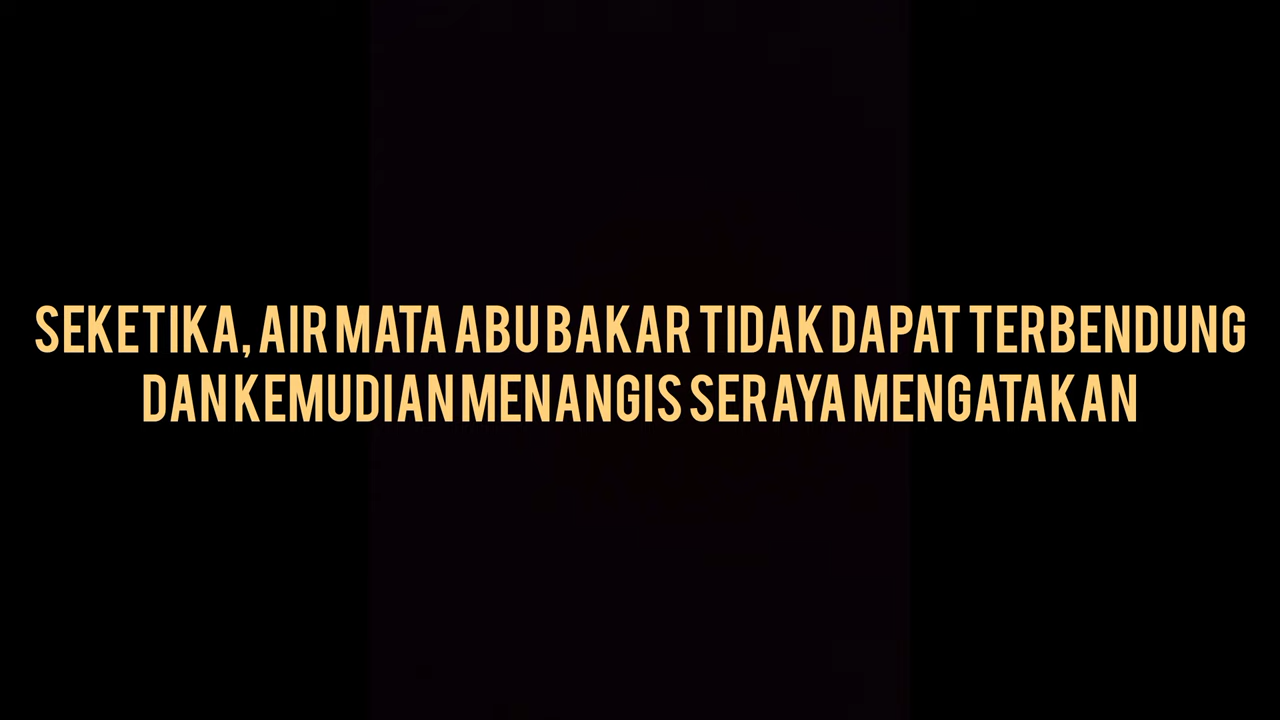 SEKETIKA, AIR MATA ABU BAKAR TIDAK DAPAT TERBENDUNG
DAN KEMUDIAN MENANGIS SERAYA MENGATAKAN